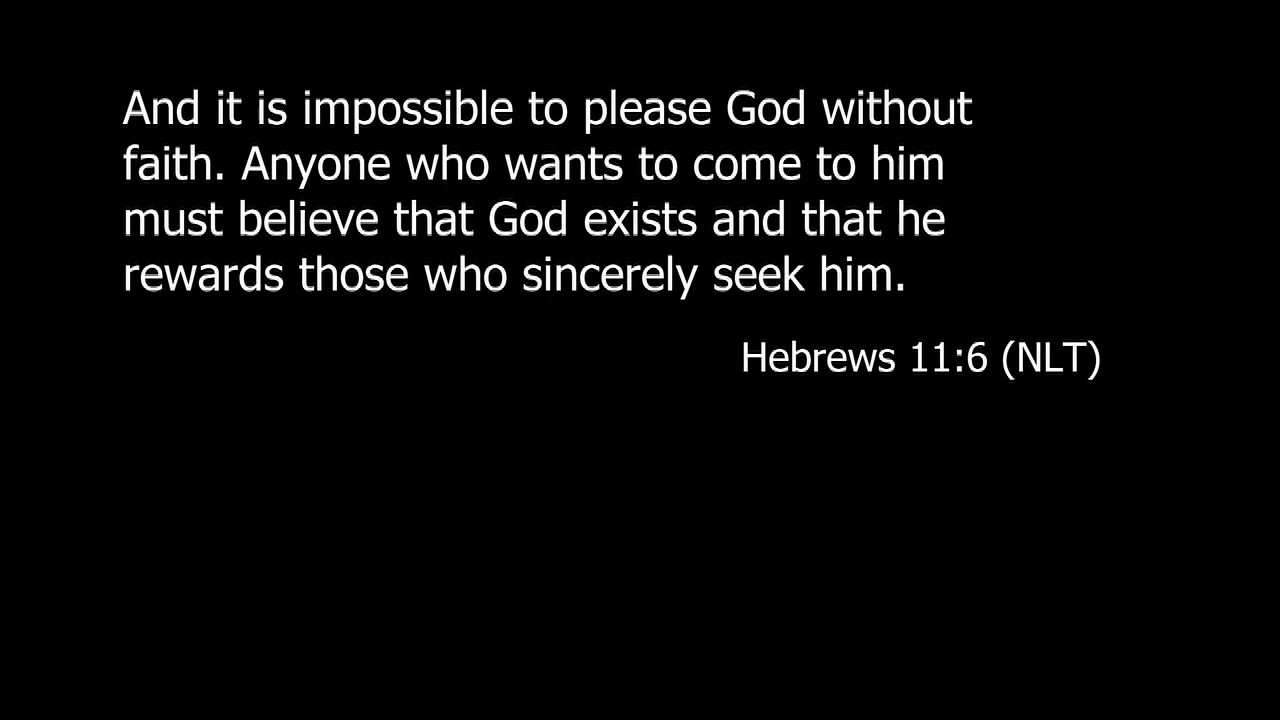 And it is impossible to please God without
faith. Anyone who wants to come to him
must believe that God exists and that he
rewards those who sincerely seek him.
Hebrews 11:6 (NLT)